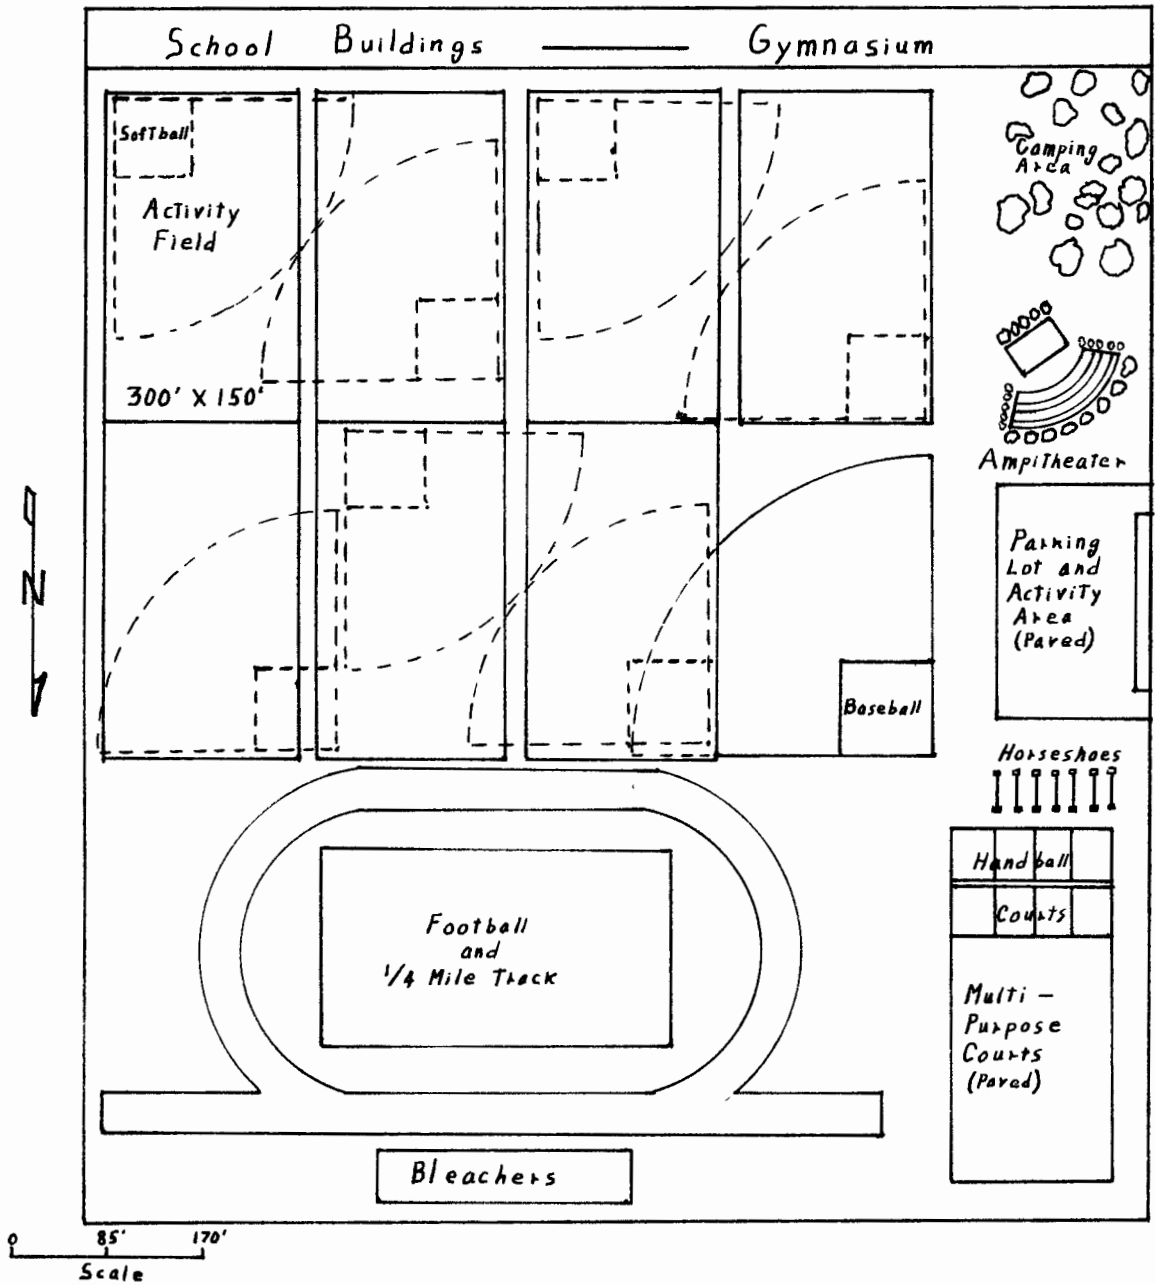 School Buildings — Gymnasium
Softball
Activity
Field
300' X 150'
Camping
Area
Ampitheater
Parking
Lot and
Activity
Area
(Paved)
N
Baseball
Horseshoes
Handball
Courts
Football
and
1/4 Mile Track
Multi –
Purpose
Courts
(Paved)
Bleachers
0 85' 170'
Scale